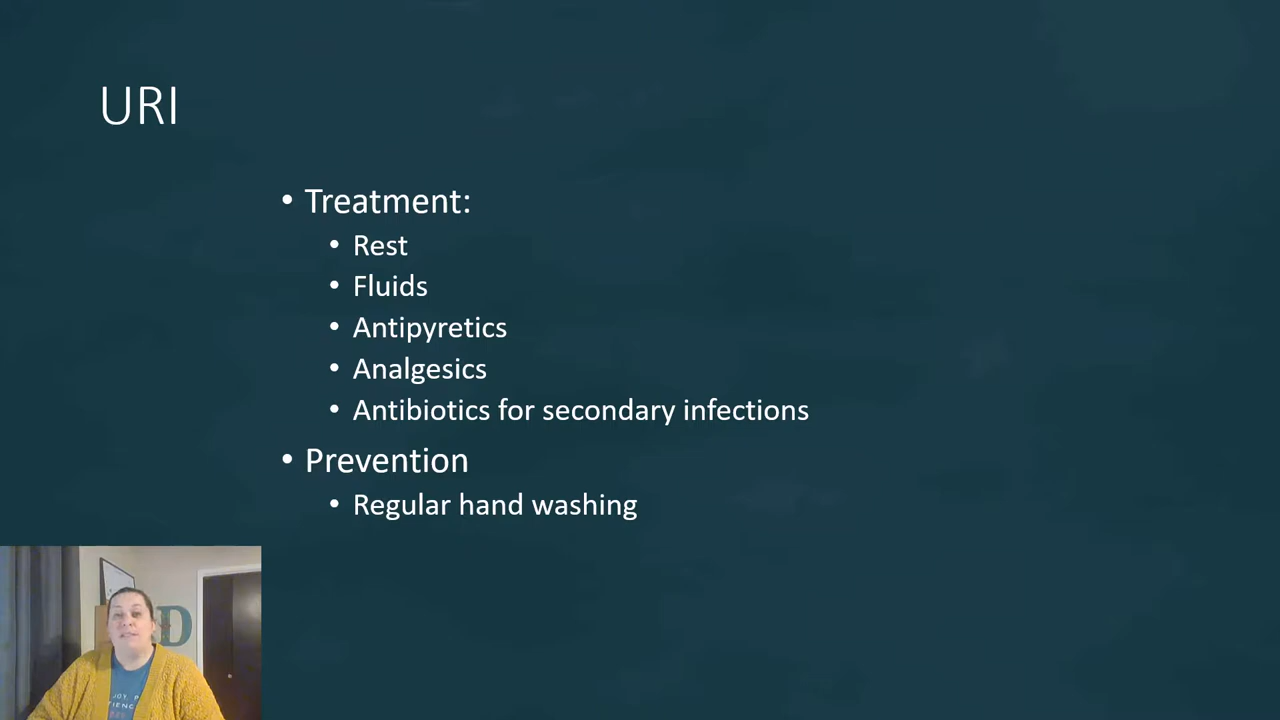 URI
• Treatment:
• Rest
• Fluids
• Antipyretics
• Analgesics
• Antibiotics for secondary infections
• Prevention
• Regular hand washing
D